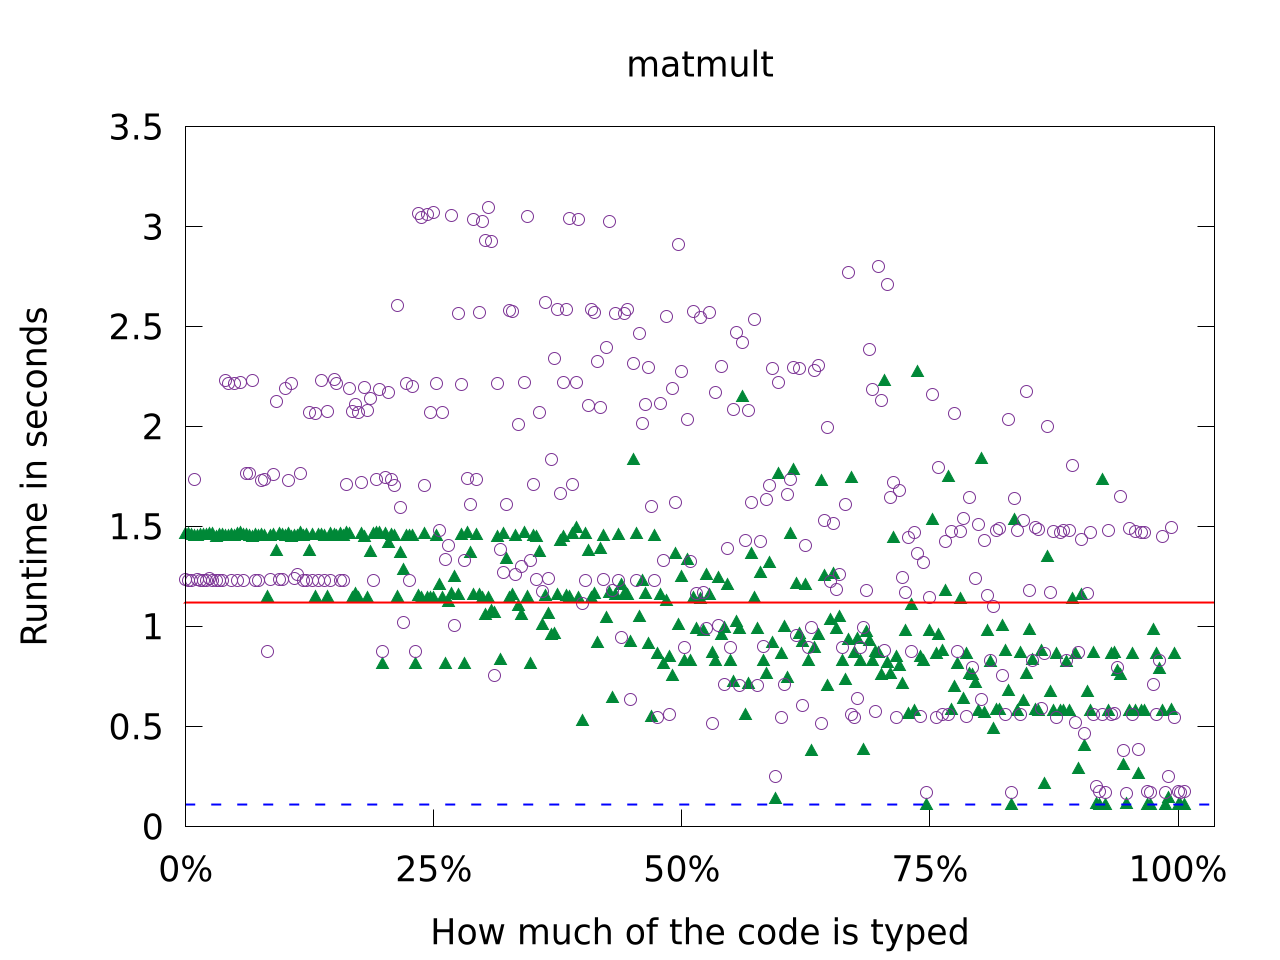 matmult
3.5
3
2.5
2
1.5
1
0.5
0
0% 25% 50% 75% 100%
Runtime in seconds
How much of the code is typed